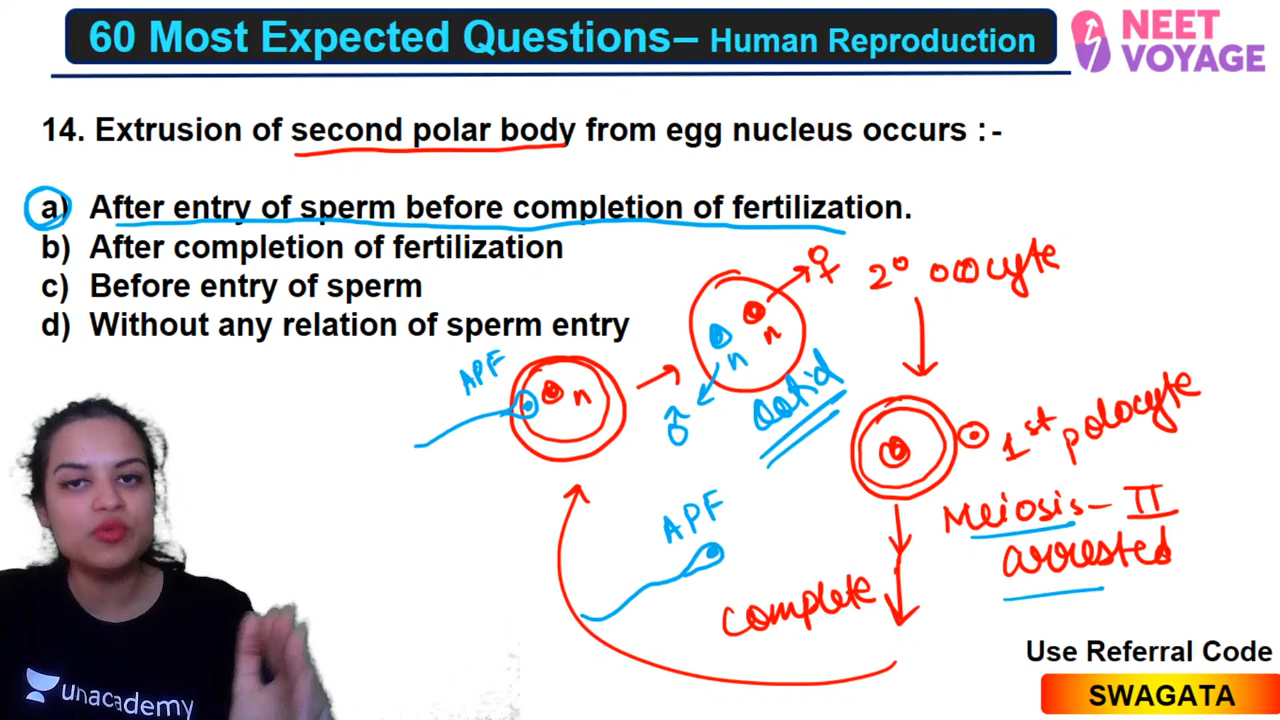 60 Most Expected Questions– Human Reproduction
NEET
VOYAGE
14. Extrusion of second polar body from egg nucleus occurs :-
a) After entry of sperm before completion of fertilization.
b) After completion of fertilization
c) Before entry of sperm
d) Without any relation of sperm entry
♀ 2° oocyte
APF
n
n
n
♂
ootid
1st polocyte
Meiosis – II
arrested
APF
complete
unacademy
Use Referral Code
SWAGATA